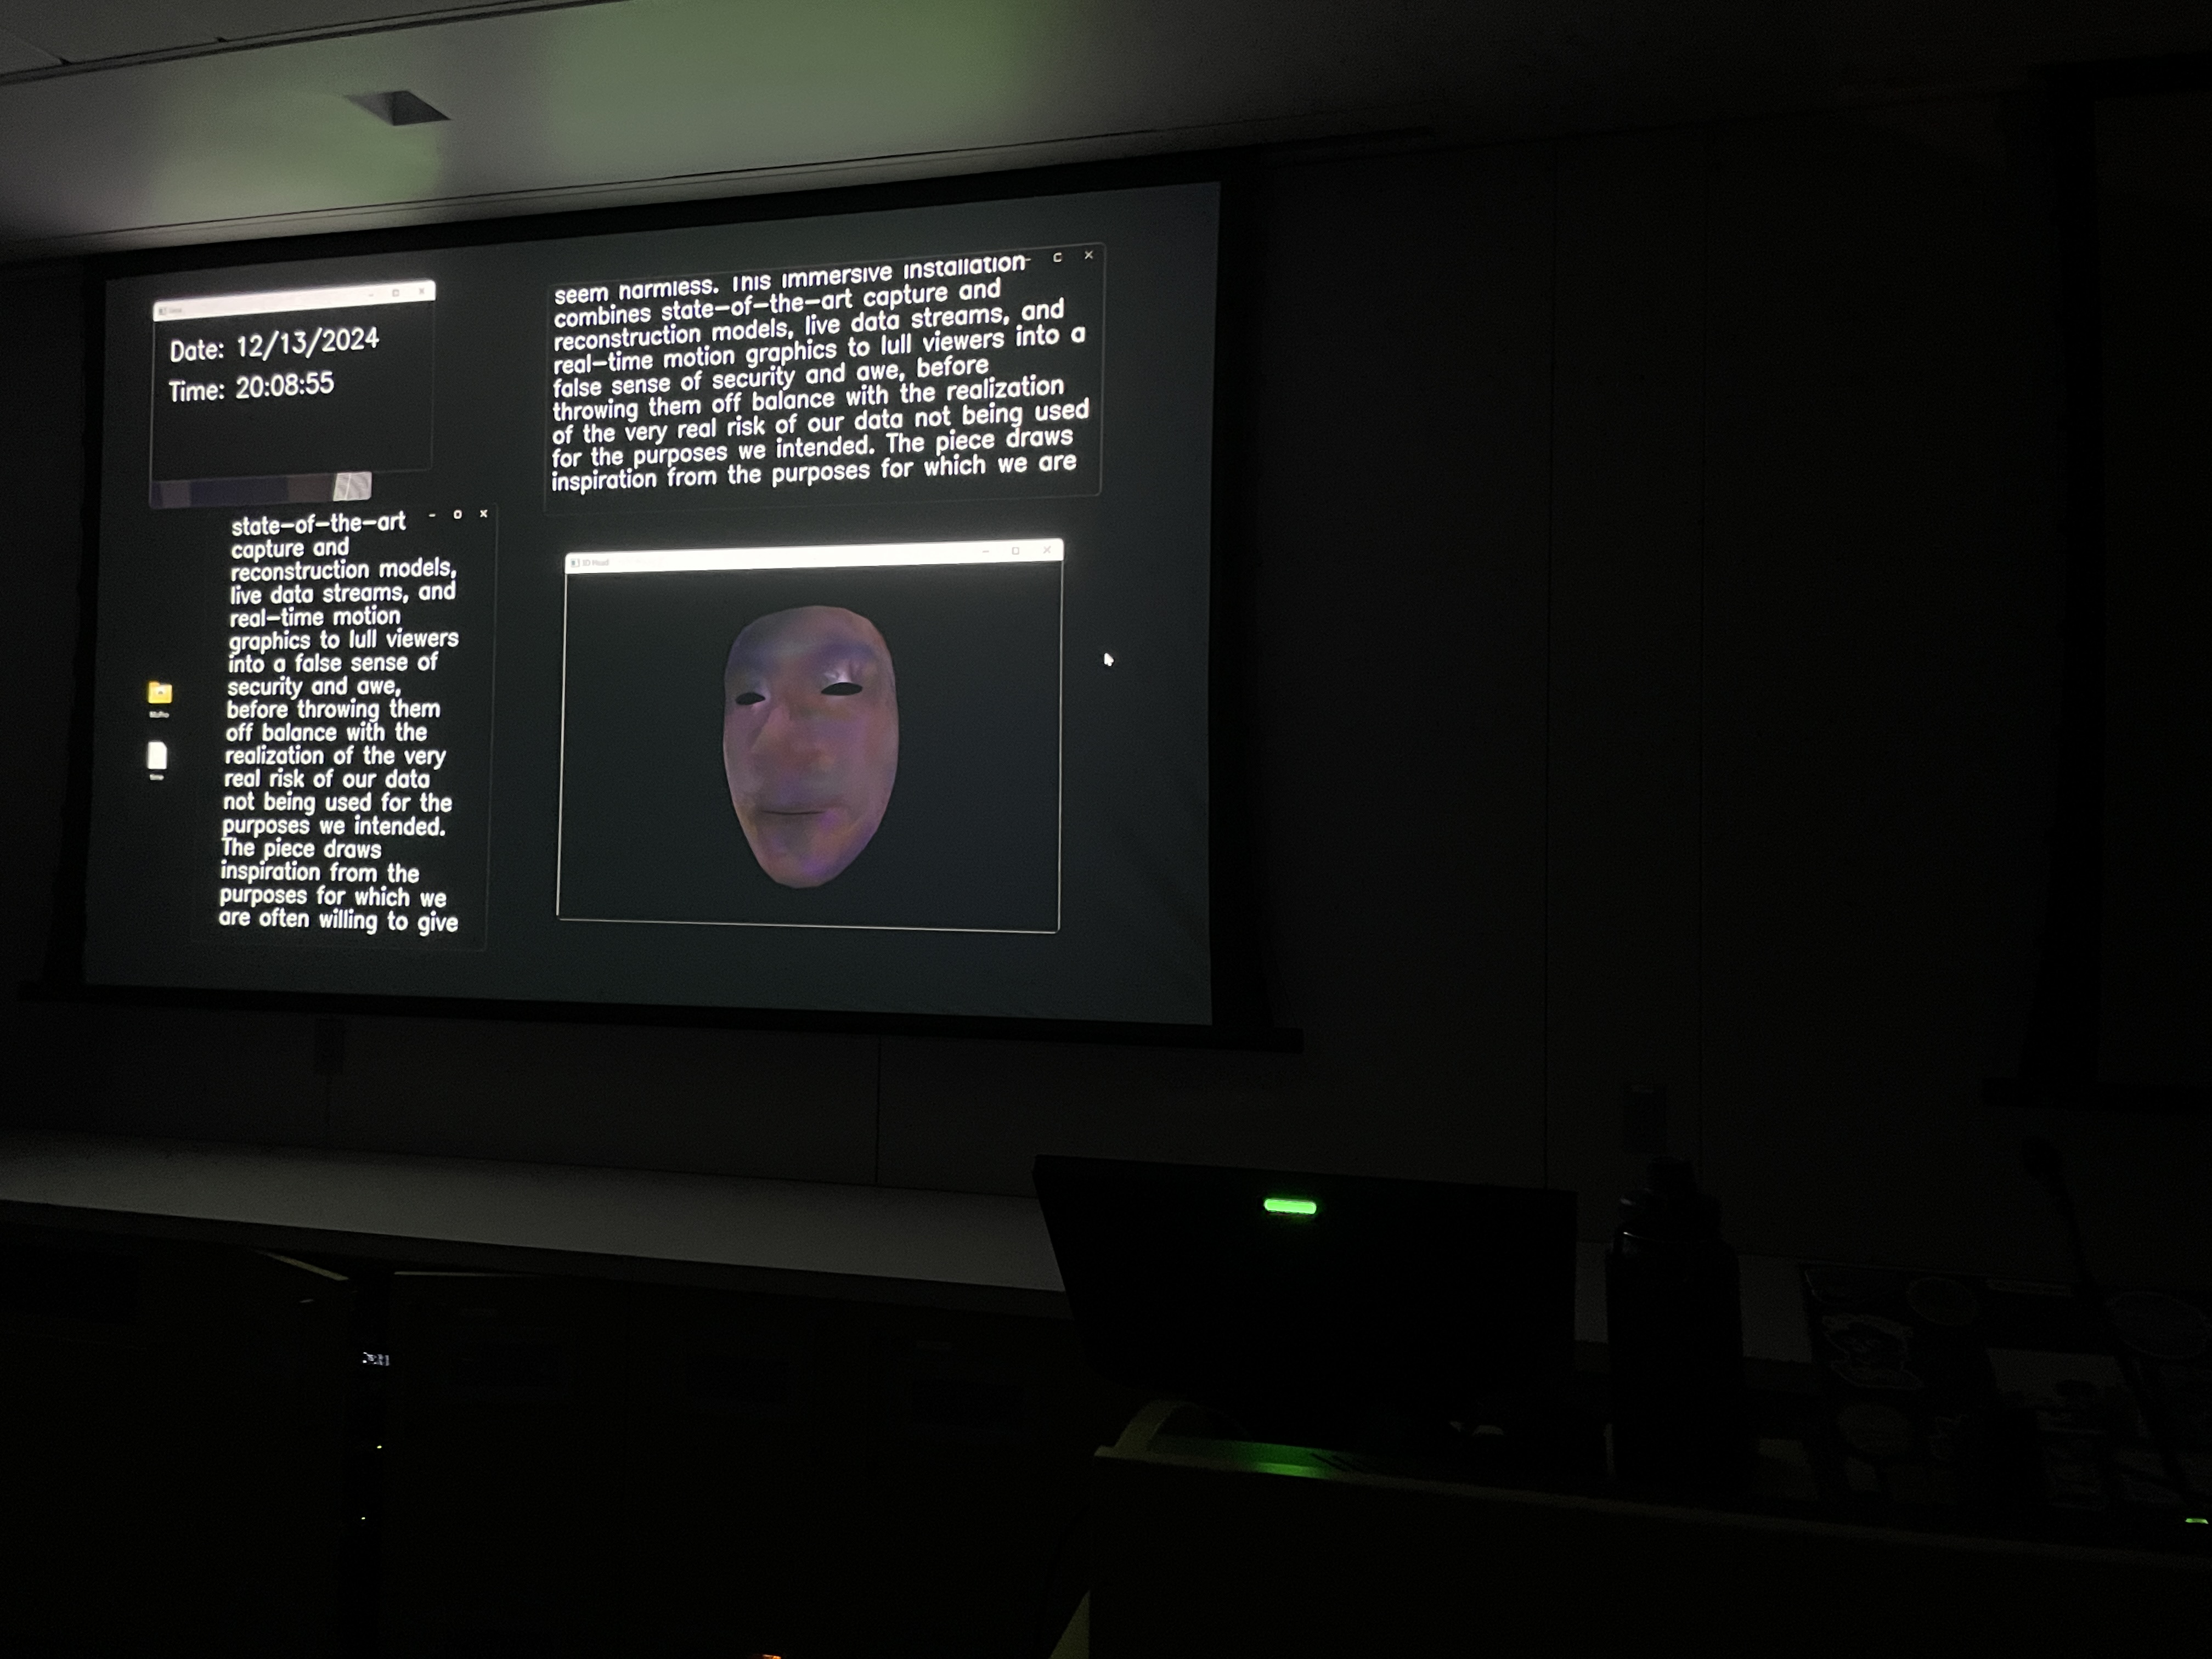 Date: 12/13/2024
Time: 20:08:55
seem harmless. This immersive installation
combines state-of-the-art capture and
reconstruction models, live data streams, and
real-time motion graphics to lull viewers into a
false sense of security and awe, before
throwing them off balance with the realization
of the very real risk of our data not being used
for the purposes we intended. The piece draws
inspiration from the purposes for which we are
state-of-the-art
capture and
reconstruction models,
live data streams, and
real-time motion
graphics to lull viewers
into a false sense of
security and awe,
before throwing them
off balance with the
realization of the very
real risk of our data
not being used for the
purposes we intended.
The piece draws
inspiration from the
purposes for which we
are often willing to give
3D Head